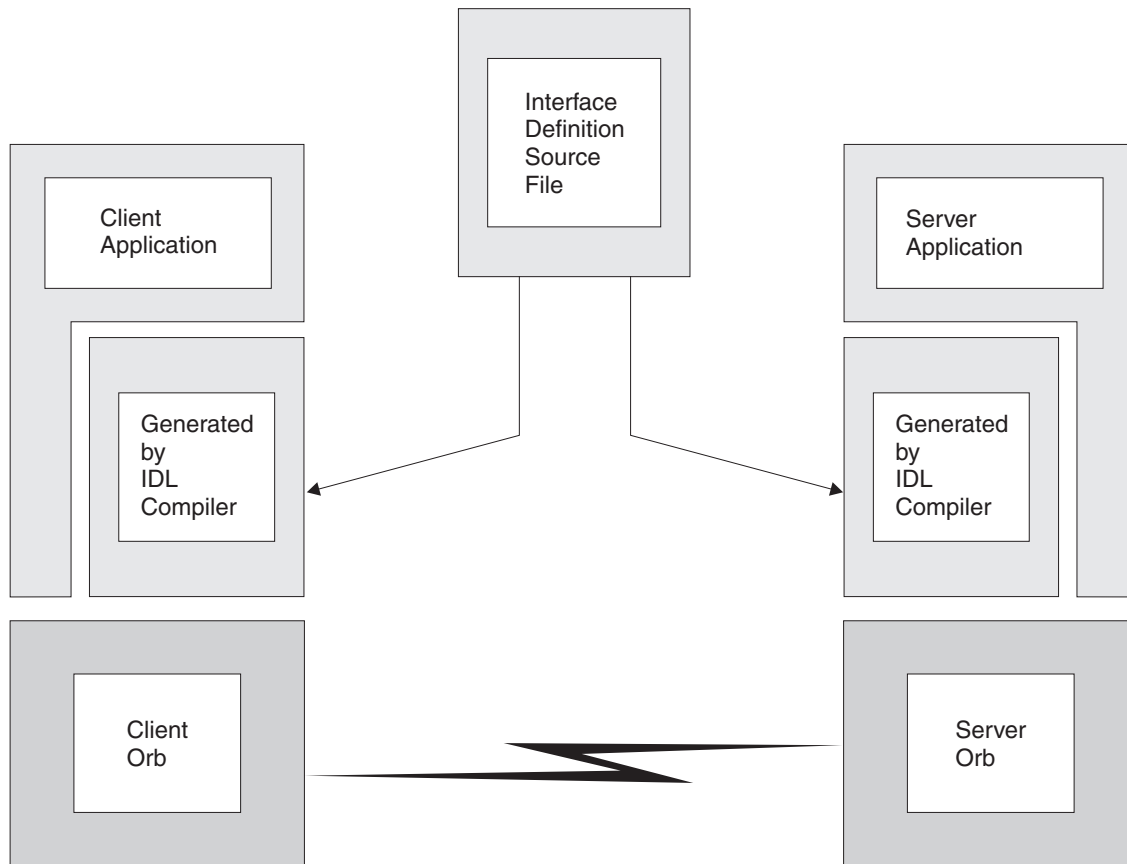 Interface
Definition
Source
File
Client
Application
Server
Application
Generated
by
IDL
Compiler
Generated
by
IDL
Compiler
Client
Orb
Server
Orb